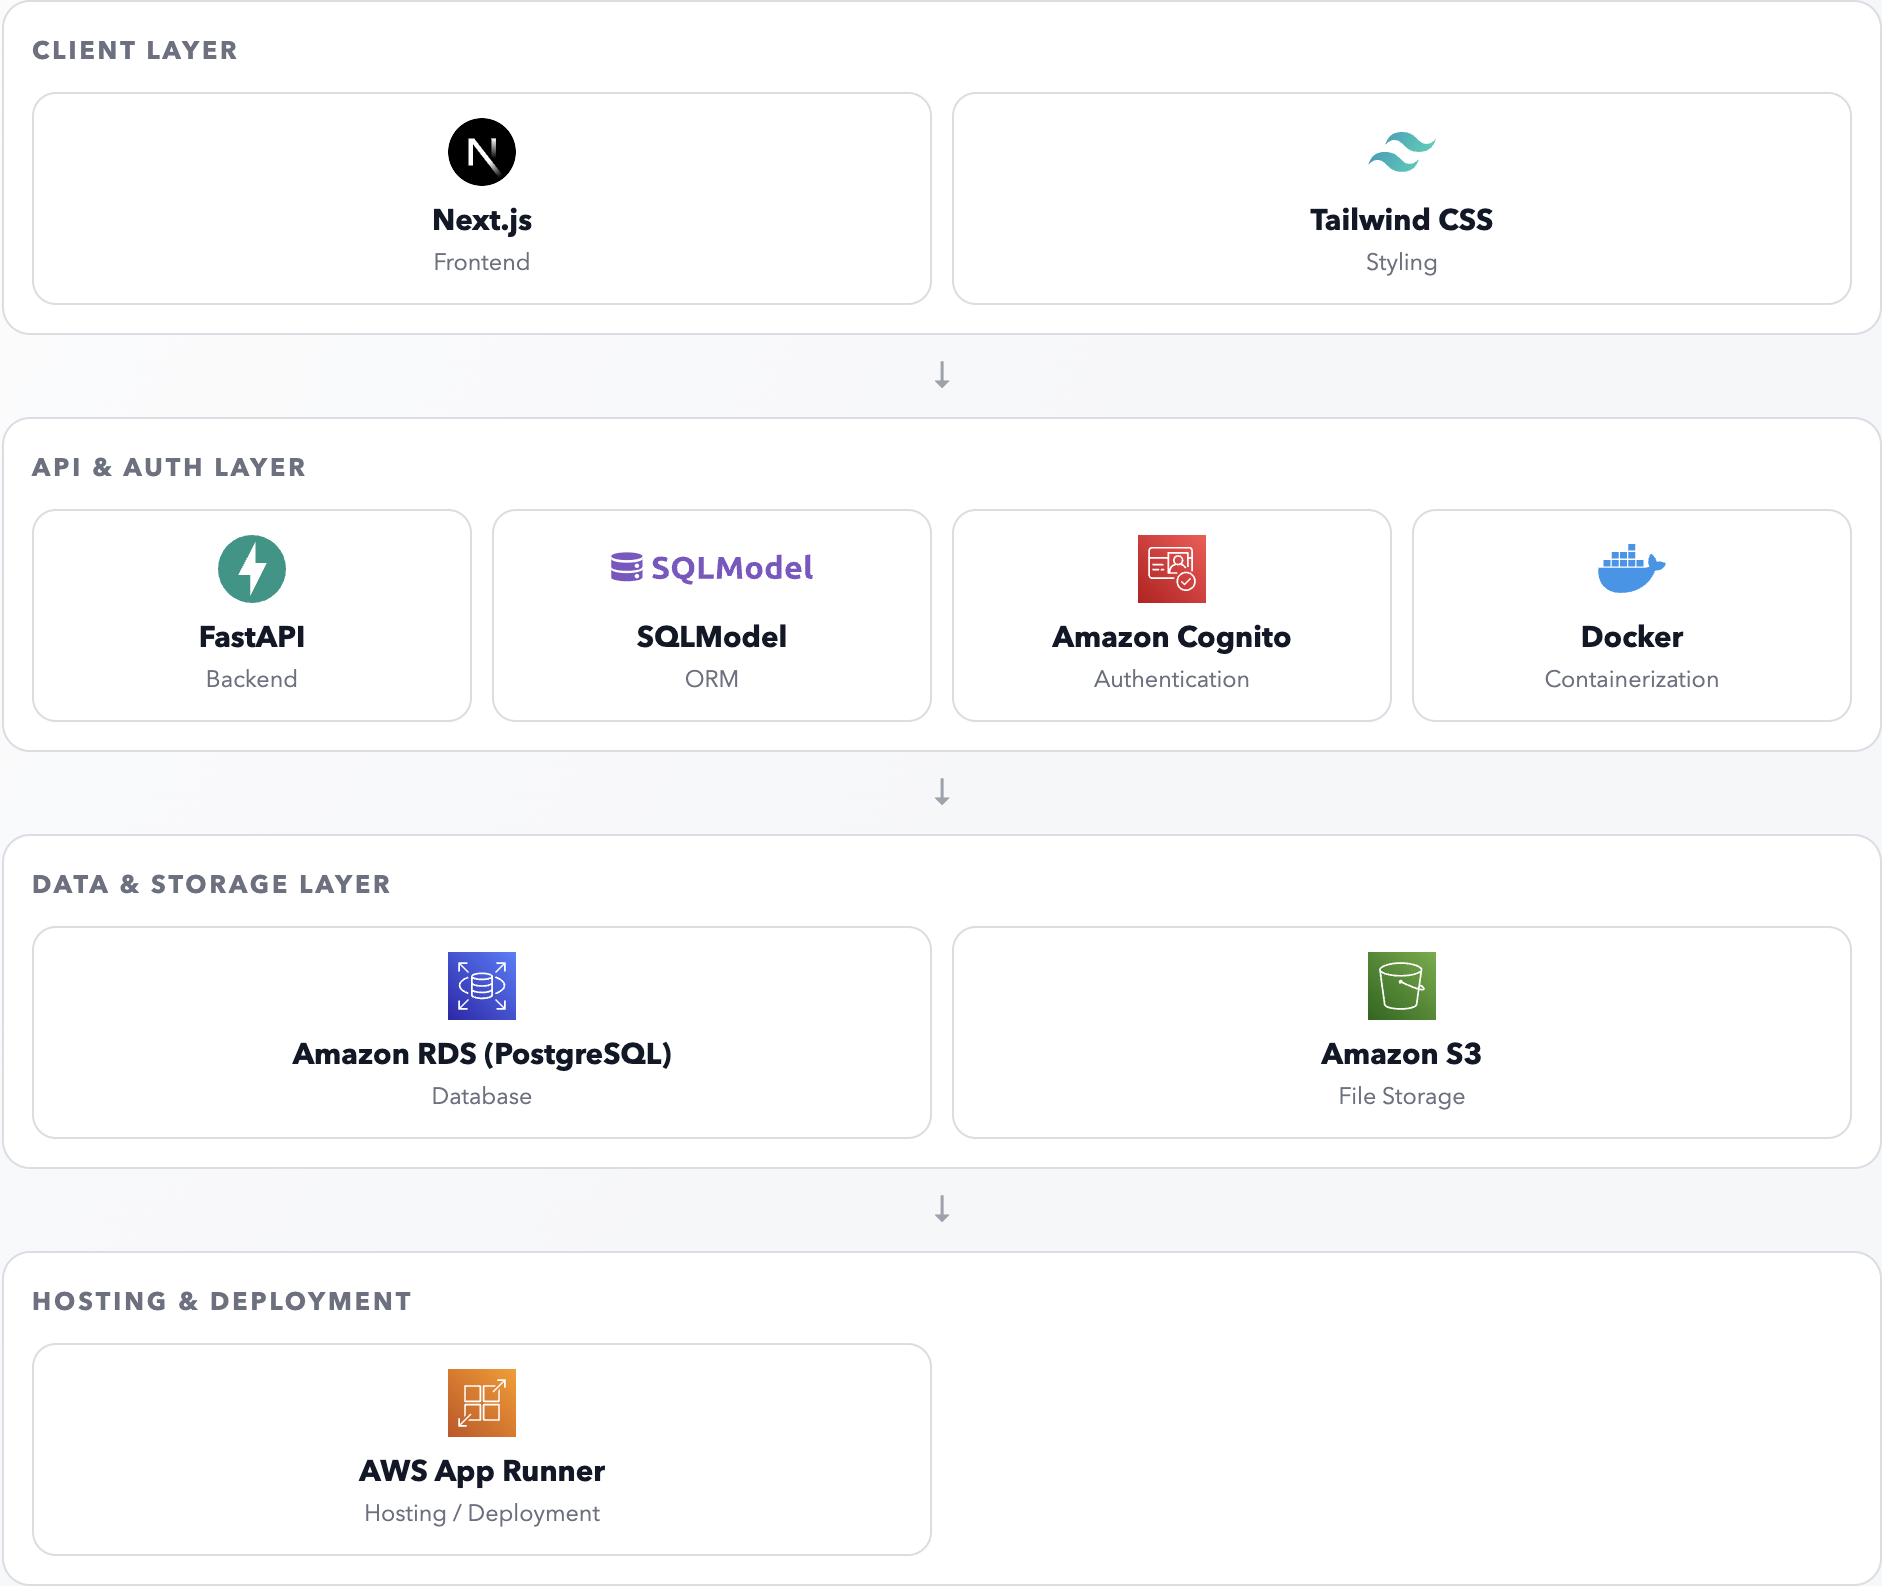 CLIENT LAYER
Next.js
Frontend
Tailwind CSS
Styling
API & AUTH LAYER
FastAPI
Backend
SQLModel
SQLModel
ORM
Amazon Cognito
Authentication
Docker
Containerization
DATA & STORAGE LAYER
Amazon RDS (PostgreSQL)
Database
Amazon S3
File Storage
HOSTING & DEPLOYMENT
AWS App Runner
Hosting / Deployment